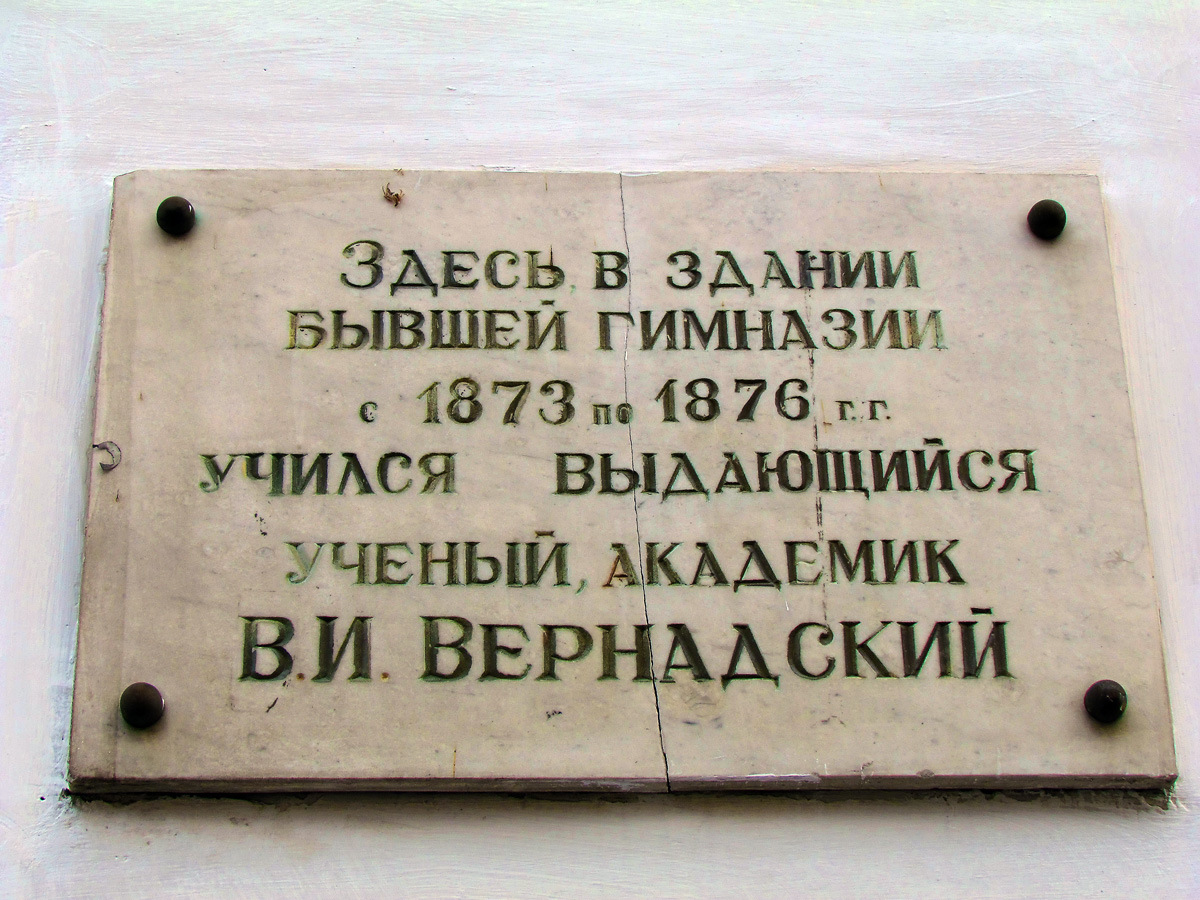 Здесь в здании
бывшей гимназии
с 1873 по 1876 г.г.
учился выдающийся
ученый, академик
В.И. Вернадский